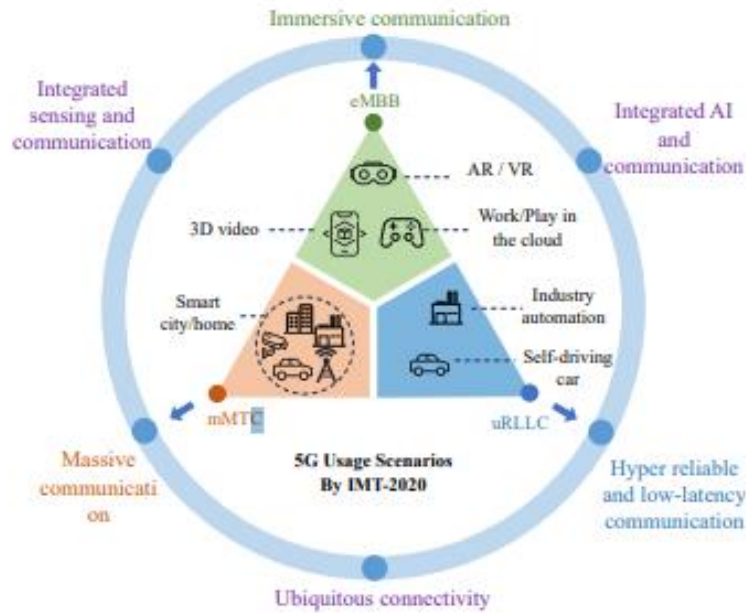 Immersive communication
Integrated
sensing and
communication
eMBB
Integrated AI
and
communication
AR / VR
3D video
Work/Play in
the cloud
Smart
city/home
Industry
automation
Self-driving
car
mMTC
uRLLC
5G Usage Scenarios
By IMT-2020
Massive
communicati
on
Hyper reliable
and low-latency
communication
Ubiquitous connectivity